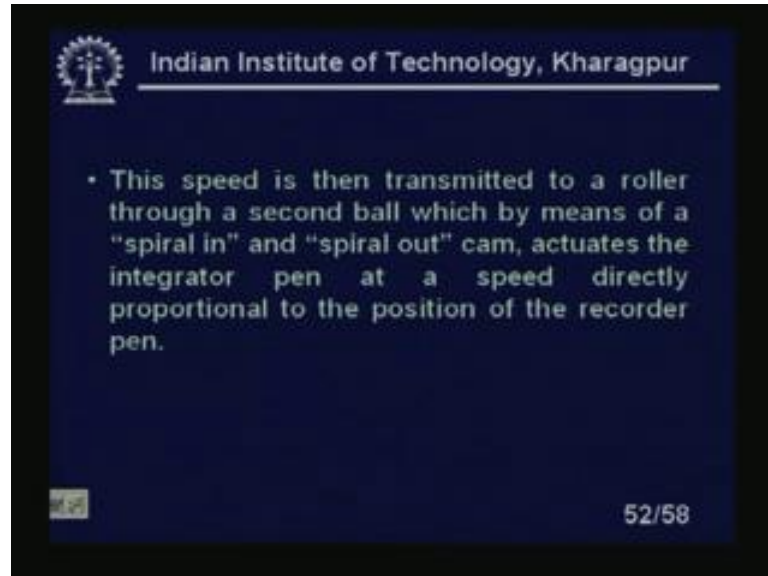 Indian Institute of Technology, Kharagpur
• This speed is then transmitted to a roller
through a second ball which by means of a
“spiral in” and “spiral out” cam, actuates the
integrator pen at a speed directly
proportional to the position of the recorder
pen.
52/58